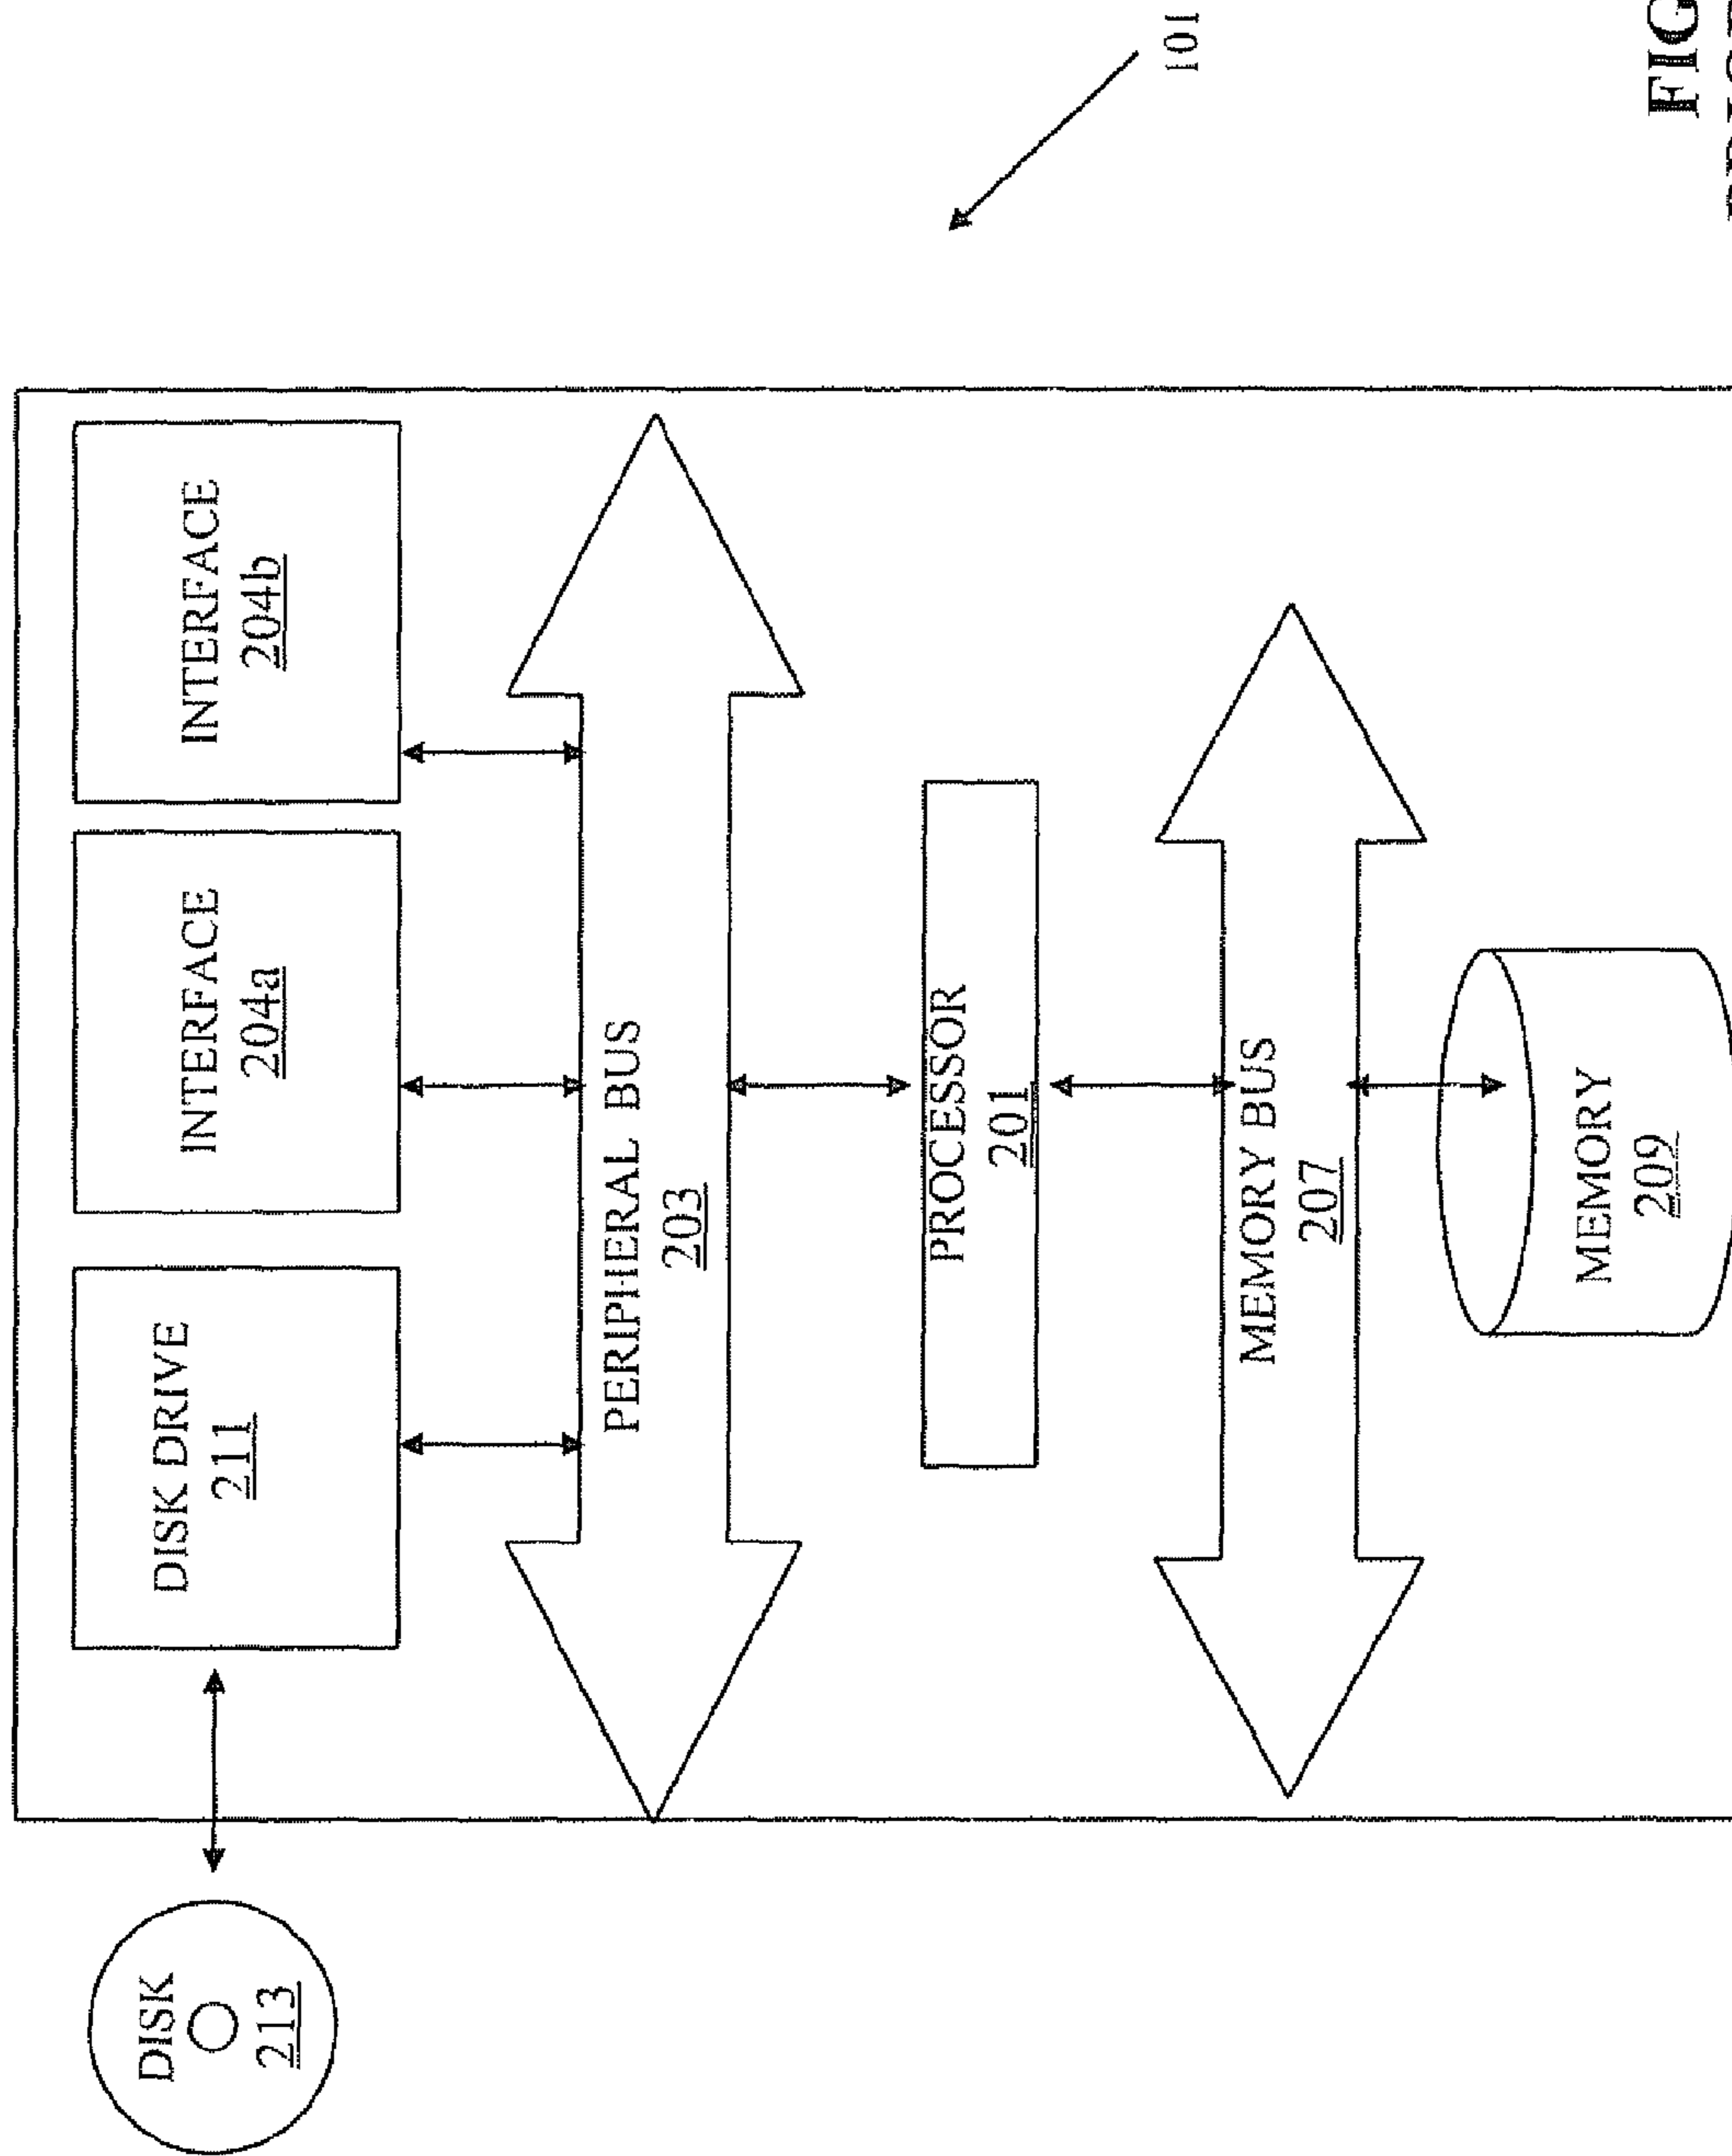 DISK
213
DISK DRIVE
211
INTERFACE
204a
INTERFACE
204b
PERIPHERAL BUS
203
PROCESSOR
201
MEMORY BUS
207
MEMORY
209
101
FIG